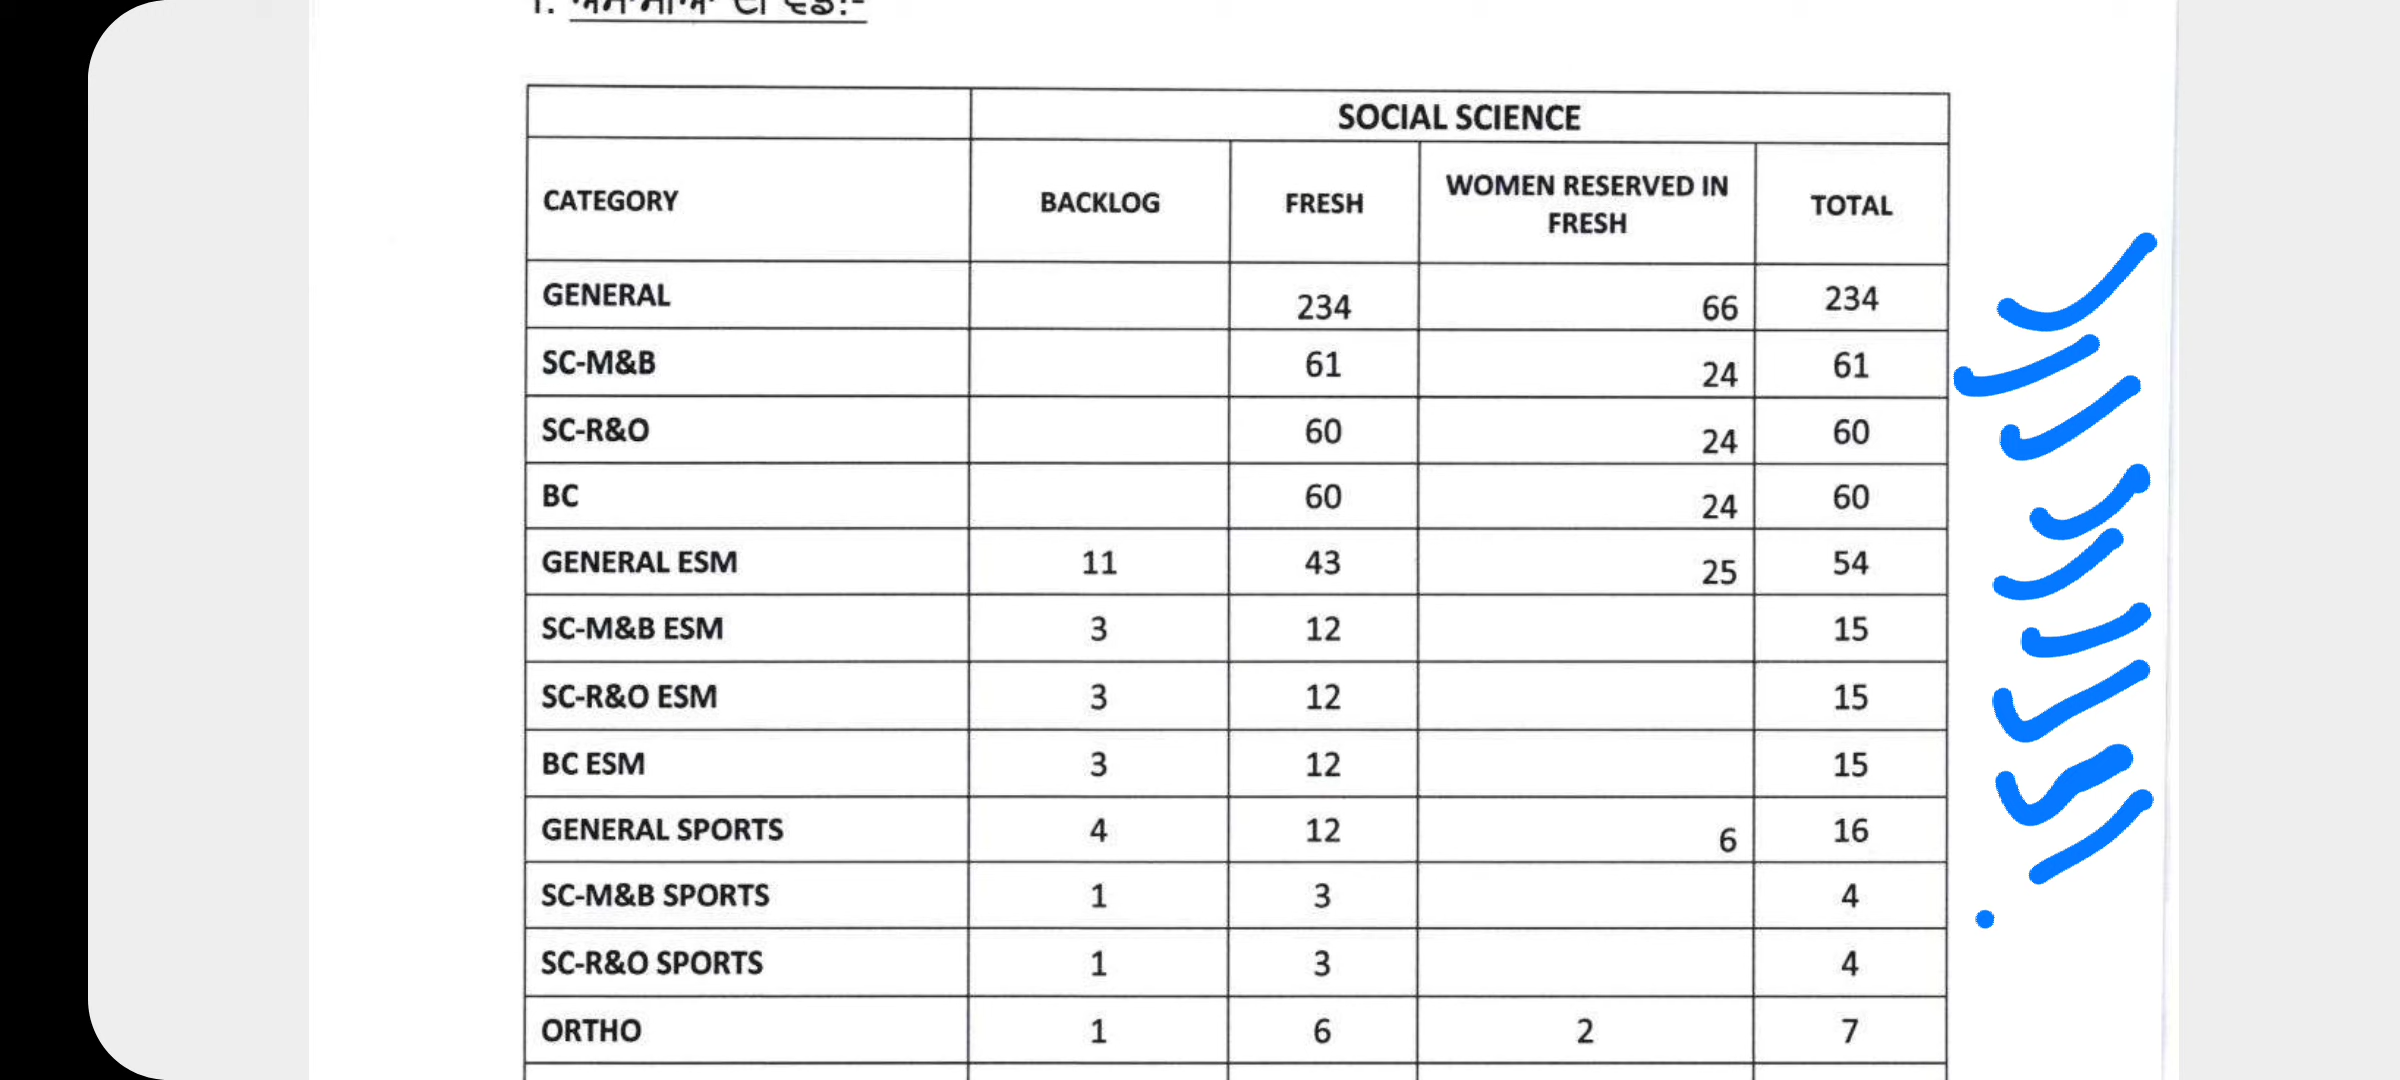 1.
SOCIAL SCIENCE
CATEGORY BACKLOG FRESH WOMEN RESERVED IN FRESH TOTAL
GENERAL 234 66 234
SC-M&B 61 24 61
SC-R&O 60 24 60
BC 60 24 60
GENERAL ESM 11 43 25 54
SC-M&B ESM 3 12 15
SC-R&O ESM 3 12 15
BC ESM 3 12 15
GENERAL SPORTS 4 12 6 16
SC-M&B SPORTS 1 3 4
SC-R&O SPORTS 1 3 4
ORTHO 1 6 2 7